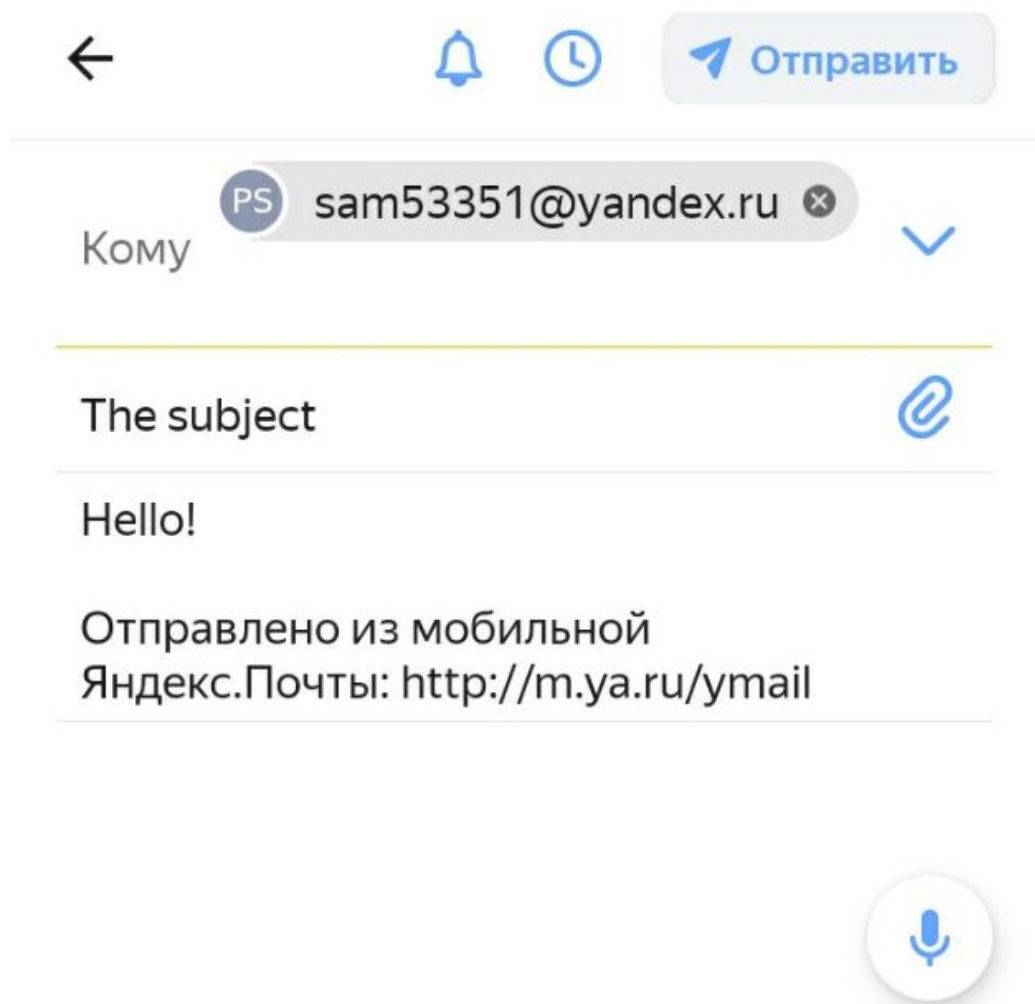 Отправить
PS sam53351@yandex.ru
Кому
The subject
Hello!
Отправлено из мобильной
Яндекс.Почты: http://m.ya.ru/ymail